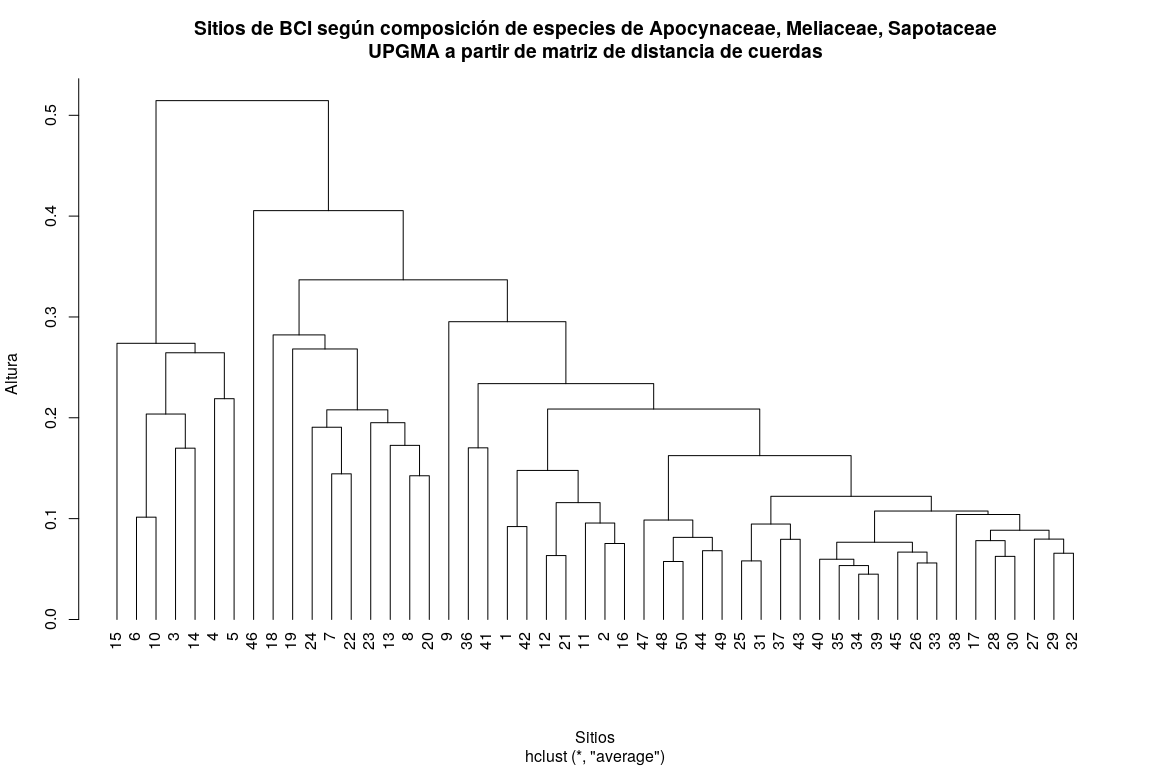 Sitios de BCI según composición de especies de Apocynaceae, Meliaceae, Sapotaceae
UPGMA a partir de matriz de distancia de cuerdas
Altura
0.5
0.4
0.3
0.2
0.1
0.0
15 6 10 3 14 4 5 46 18 19 24 7 22 23 13 8 20 9 36 41 1 42 12 21 11 2 16 47 48 50 44 49 25 31 37 43 40 35 34 39 45 26 33 38 17 28 30 27 29 32
Sitios
hclust (*, "average")